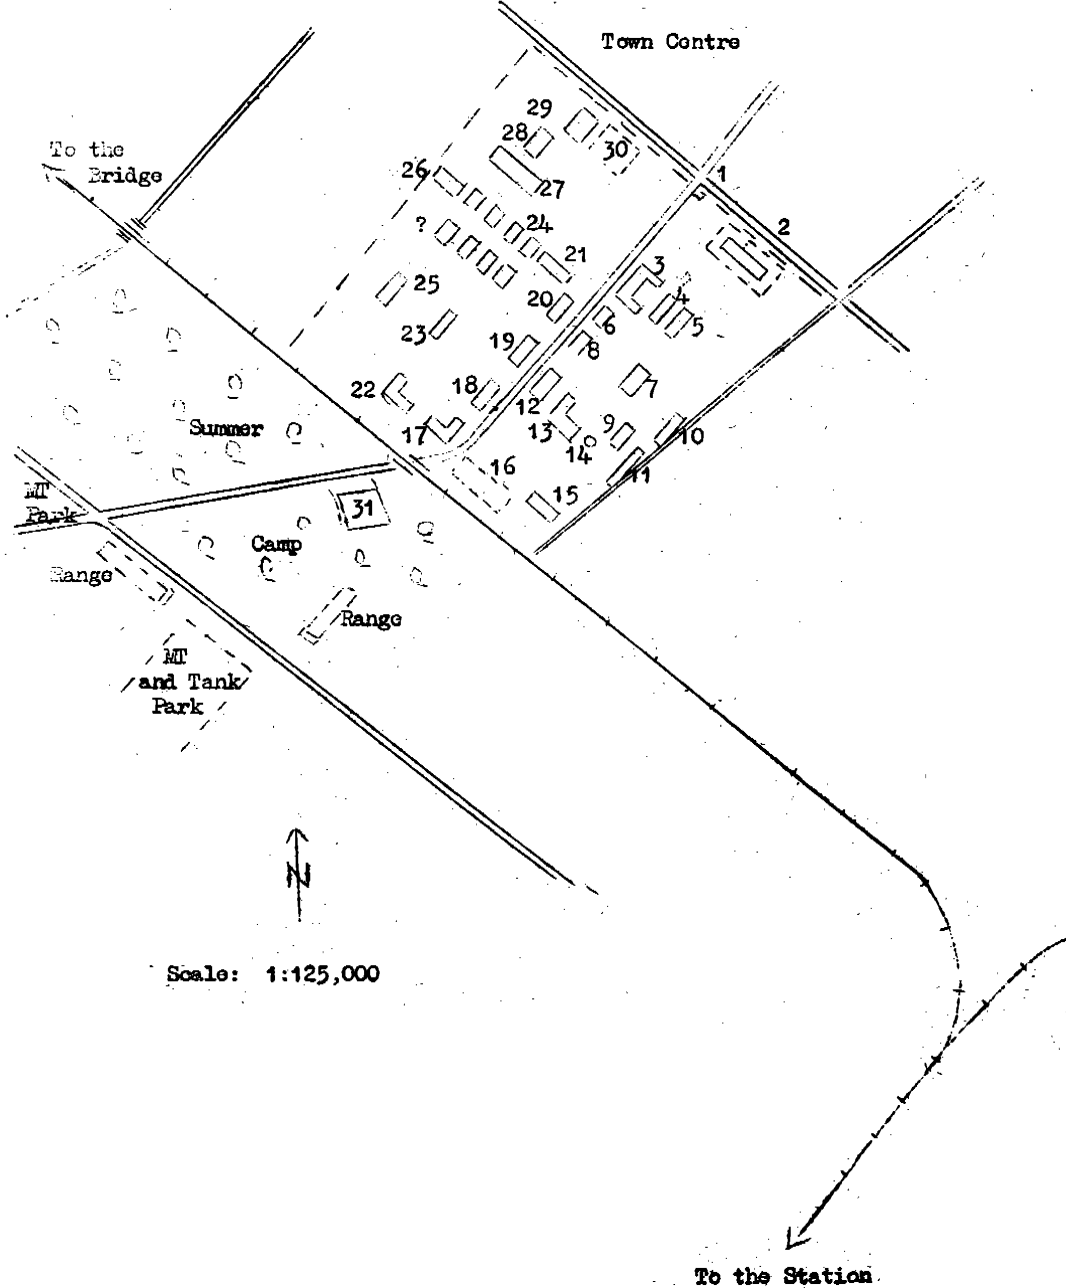 Town Centre
To the
Bridge
29
28
30
26
27
1
2
?
24
21
3
25
20
4
23
6
5
19
8
22
18
7
12
Summer
17
13
9
10
14
16
11
MT
Park
31
15
Camp
Range
Range
MT
and Tank
Park
N
Scale: 1:125,000
To the Station